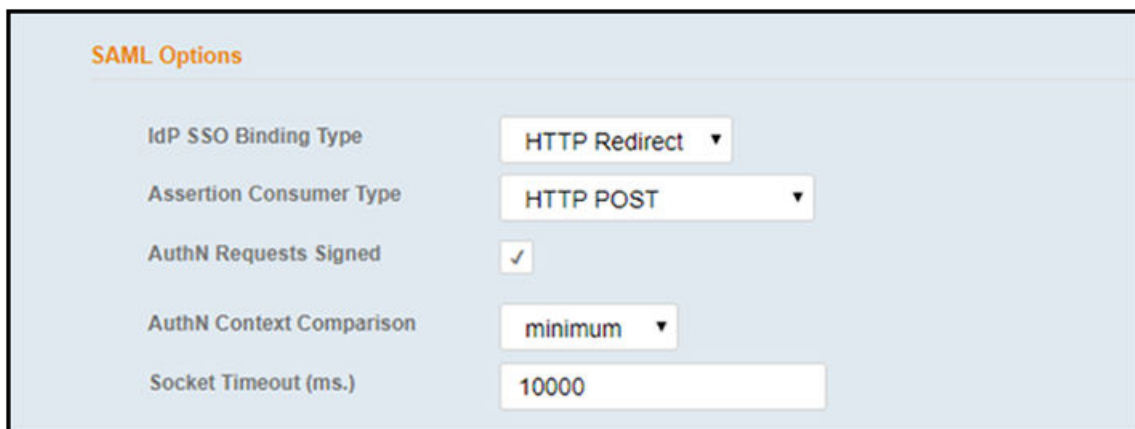 SAML Options
IdP SSO Binding Type HTTP Redirect
Assertion Consumer Type HTTP POST
AuthN Requests Signed
AuthN Context Comparison minimum
Socket Timeout (ms.) 10000